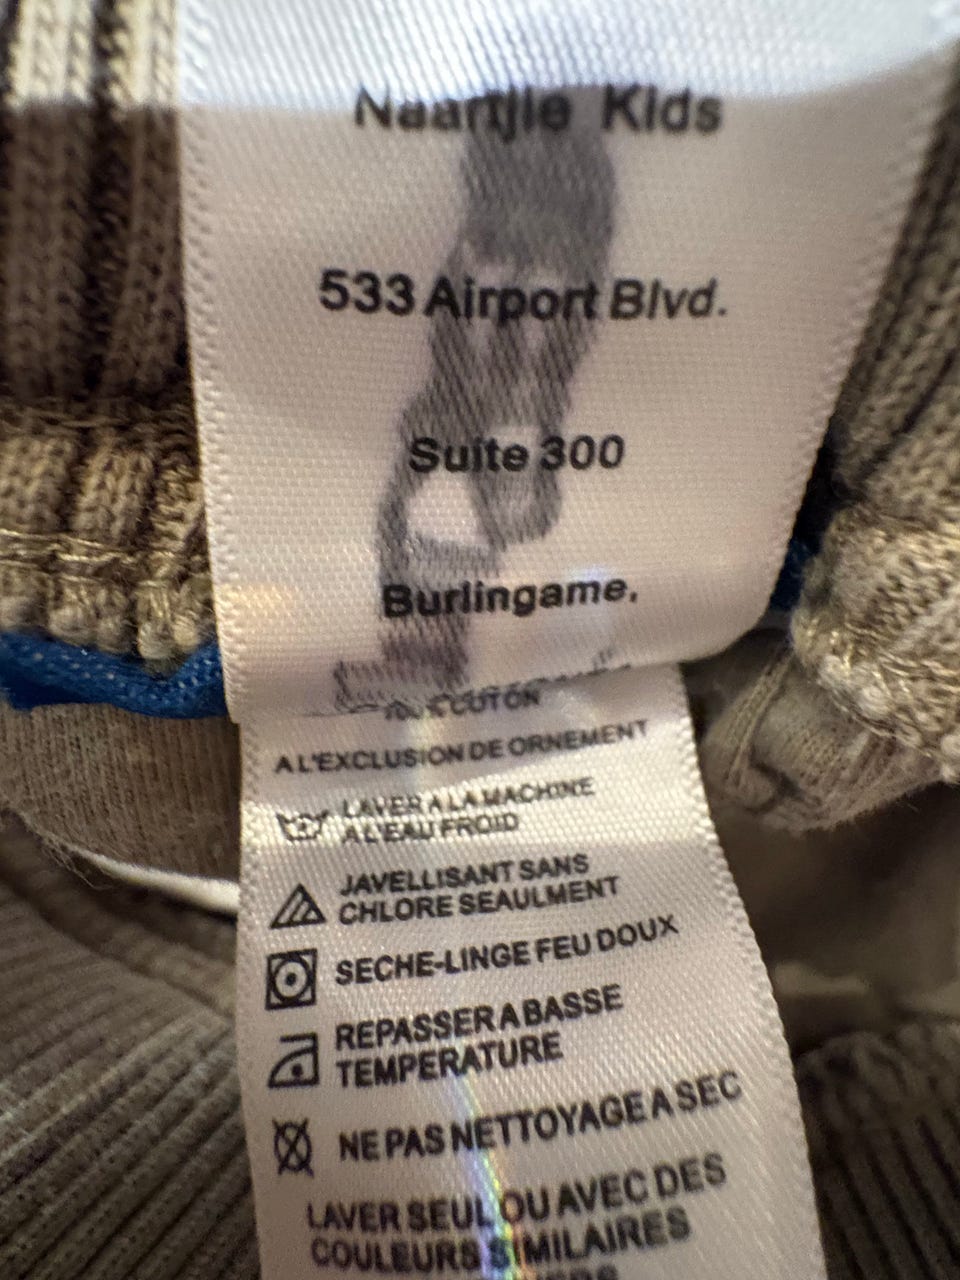 Naartjie Kids
533 Airport Blvd.
Suite 300
Burlingame,
100% COTON
A L'EXCLUSION DE ORNEMENT
LAVER A LA MACHINE
A L'EAU FROID
JAVELLISANT SANS
CHLORE SEAULMENT
SECHE-LINGE FEU DOUX
REPASSER A BASSE
TEMPERATURE
NE PAS NETTOYAGE A SEC
LAVER SEUL OU AVEC DES
COULEURS SIMILAIRES